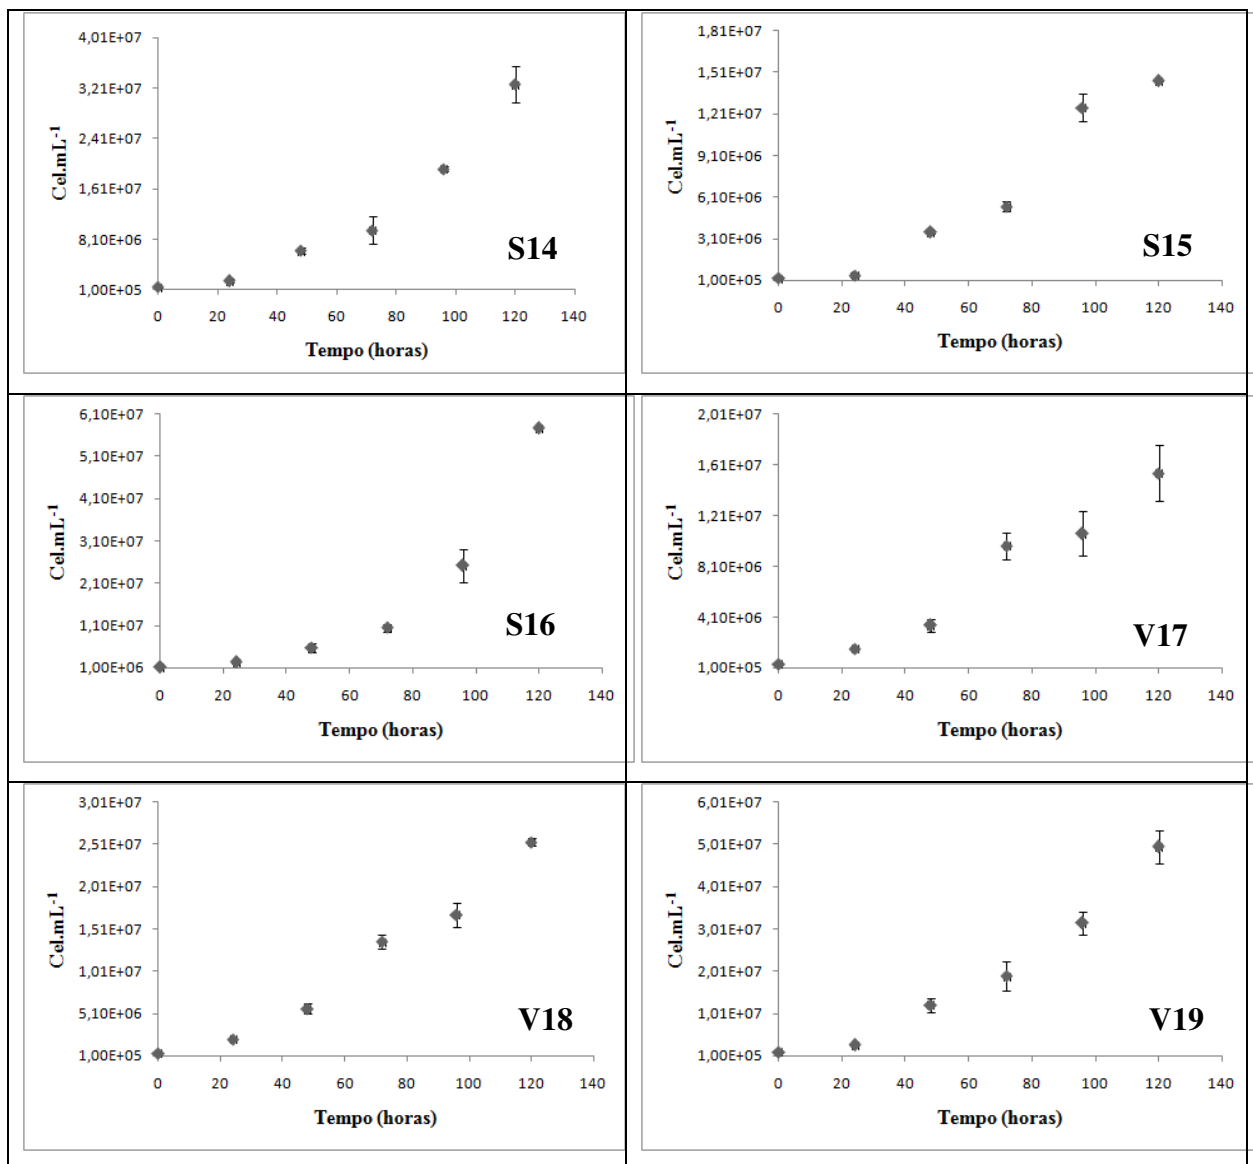 4,01E+07
3,21E+07
2,41E+07
1,61E+07
8,10E+06
1,00E+05
Cel.mL-1
0 20 40 60 80 100 120 140
Tempo (horas)
S14
1,81E+07
1,51E+07
1,21E+07
9,10E+06
6,10E+06
3,10E+06
1,00E+05
Cel.mL-1
0 20 40 60 80 100 120 140
Tempo (horas)
S15
6,10E+07
5,10E+07
4,10E+07
3,10E+07
2,10E+07
1,10E+07
1,00E+06
Cel.mL-1
0 20 40 60 80 100 120 140
Tempo (horas)
S16
2,01E+07
1,61E+07
1,21E+07
8,10E+06
4,10E+06
1,00E+05
Cel.mL-1
0 20 40 60 80 100 120 140
Tempo (horas)
V17
3,01E+07
2,51E+07
2,01E+07
1,51E+07
1,01E+07
5,10E+06
1,00E+05
Cel.mL-1
0 20 40 60 80 100 120 140
Tempo (horas)
V18
6,01E+07
5,01E+07
4,01E+07
3,01E+07
2,01E+07
1,01E+07
1,00E+05
Cel.mL-1
0 20 40 60 80 100 120 140
Tempo (horas)
V19